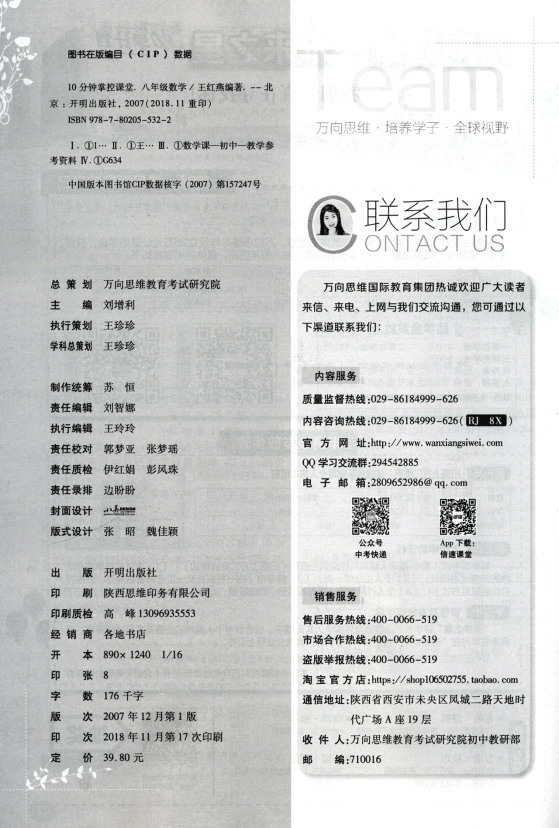 图书在版编目（CIP）数据
10分钟掌控课堂. 八年级数学 / 王红燕编著. -- 北
京：开明出版社, 2007（2018.11 重印）
ISBN 978-7-80205-532-2
Ⅰ. ①1… Ⅱ. ①王… Ⅲ. ①数学课—初中—教学参
考资料 Ⅳ. ①G634
中国版本图书馆CIP数据核字（2007）第157247号
总策划 万向思维教育考试研究院
主编 刘增利
执行策划 王珍珍
学科总策划 王珍珍
制作统筹 苏恒
责任编辑 刘智娜
执行编辑 王玲玲
责任校对 郭梦亚 张梦瑶
责任质检 伊红娟 彭风珠
责任录排 边盼盼
封面设计
版式设计 张昭 魏佳颖
出版 开明出版社
印刷 陕西思维印务有限公司
印刷质检 高峰 13096935553
经销商 各地书店
开本 890×1240 1/16
印张 8
字数 176千字
版次 2007年12月第1版
印次 2018年11月第17次印刷
定价 39.80元
Team
万向思维·培养学子·全球视野
联系我们
CONTACT US
万向思维国际教育集团热诚欢迎广大读者
来信、来电、上网与我们交流沟通，您可通过以
下渠道联系我们：
内容服务
质量监督热线:029-86184999-626
内容咨询热线:029-86184999-626（RJ 8X）
官方网址:http://www.wanxiangsiwei.com
QQ学习交流群:294542885
电子邮箱:2809652986@qq.com
公众号 App下载：
中考快递 倍速课堂
销售服务
售后服务热线:400-0066-519
市场合作热线:400-0066-519
盗版举报热线:400-0066-519
淘宝官方店:https://shop106502755.taobao.com
通信地址:陕西省西安市未央区凤城二路天地时
代广场A座19层
收件人:万向思维教育考试研究院初中教研部
邮编:710016